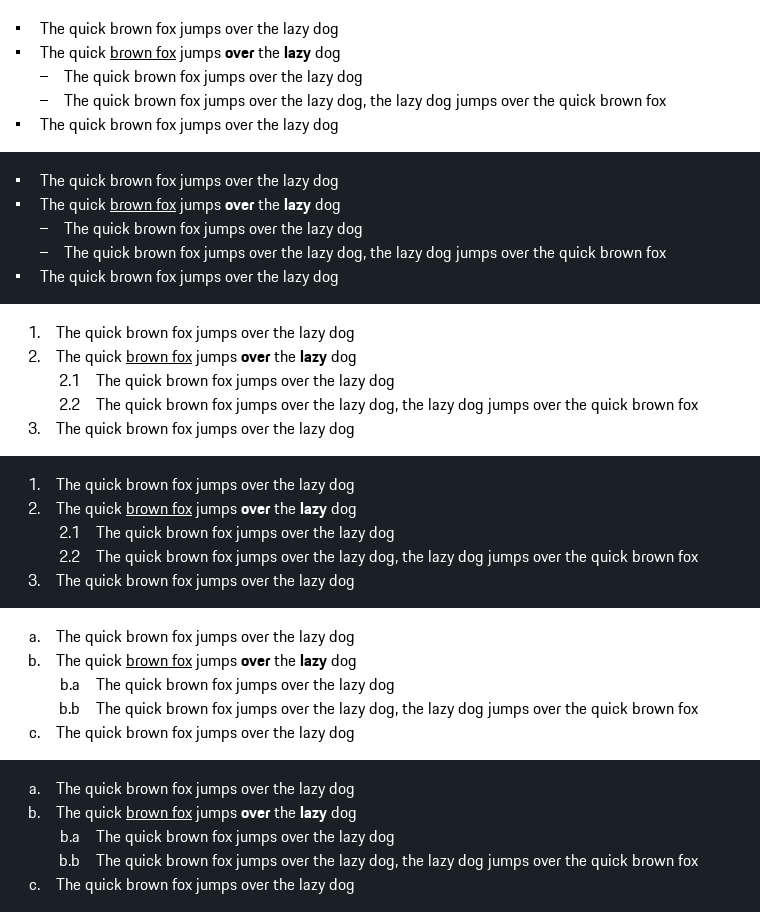 ▪ The quick brown fox jumps over the lazy dog
▪ The quick brown fox jumps over the lazy dog
– The quick brown fox jumps over the lazy dog
– The quick brown fox jumps over the lazy dog, the lazy dog jumps over the quick brown fox
▪ The quick brown fox jumps over the lazy dog
▪ The quick brown fox jumps over the lazy dog
▪ The quick brown fox jumps over the lazy dog
– The quick brown fox jumps over the lazy dog
– The quick brown fox jumps over the lazy dog, the lazy dog jumps over the quick brown fox
▪ The quick brown fox jumps over the lazy dog
1. The quick brown fox jumps over the lazy dog
2. The quick brown fox jumps over the lazy dog
2.1 The quick brown fox jumps over the lazy dog
2.2 The quick brown fox jumps over the lazy dog, the lazy dog jumps over the quick brown fox
3. The quick brown fox jumps over the lazy dog
1. The quick brown fox jumps over the lazy dog
2. The quick brown fox jumps over the lazy dog
2.1 The quick brown fox jumps over the lazy dog
2.2 The quick brown fox jumps over the lazy dog, the lazy dog jumps over the quick brown fox
3. The quick brown fox jumps over the lazy dog
a. The quick brown fox jumps over the lazy dog
b. The quick brown fox jumps over the lazy dog
b.a The quick brown fox jumps over the lazy dog
b.b The quick brown fox jumps over the lazy dog, the lazy dog jumps over the quick brown fox
c. The quick brown fox jumps over the lazy dog
a. The quick brown fox jumps over the lazy dog
b. The quick brown fox jumps over the lazy dog
b.a The quick brown fox jumps over the lazy dog
b.b The quick brown fox jumps over the lazy dog, the lazy dog jumps over the quick brown fox
c. The quick brown fox jumps over the lazy dog